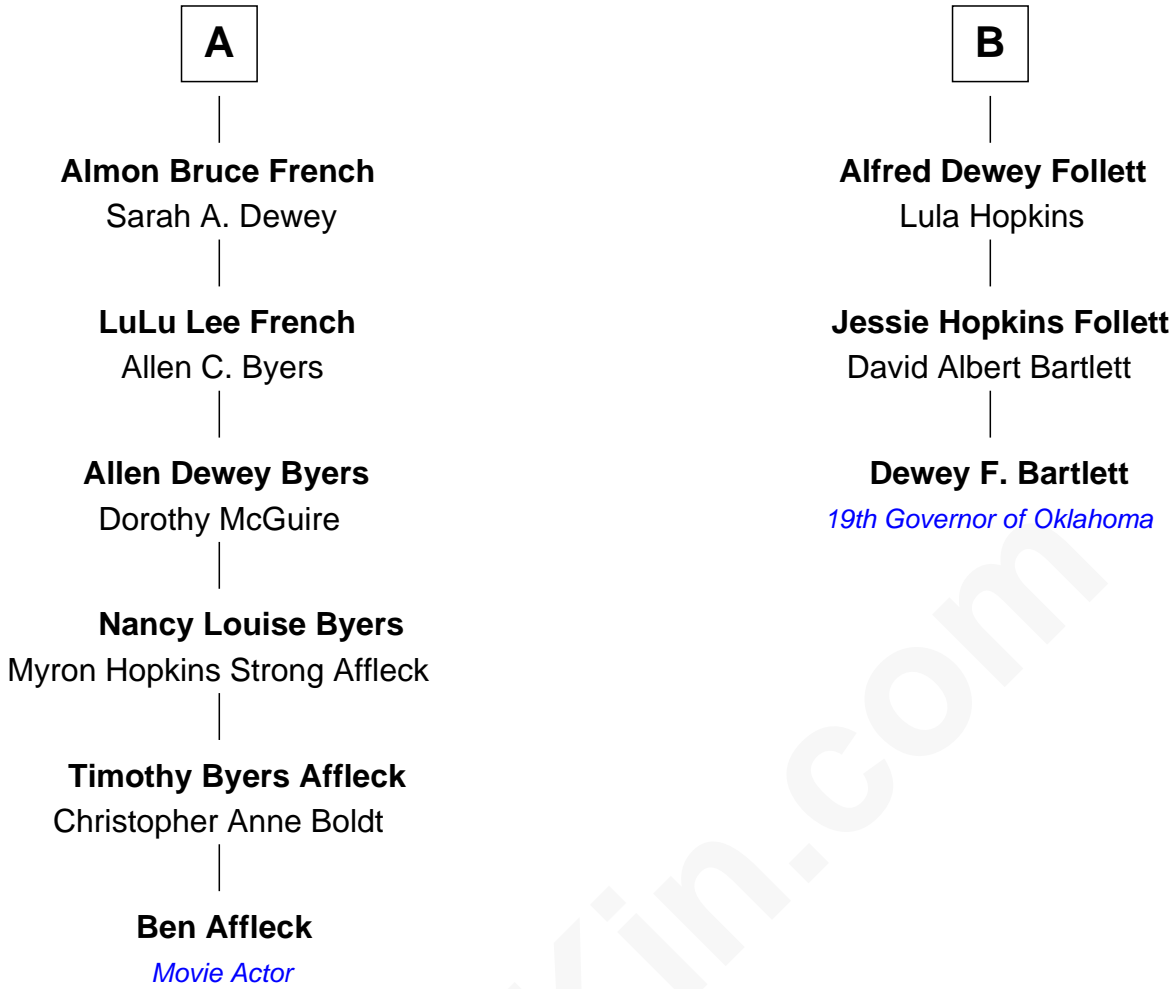 A
Almon Bruce French
Sarah A. Dewey
LuLu Lee French
Allen C. Byers
Allen Dewey Byers
Dorothy McGuire
Nancy Louise Byers
Myron Hopkins Strong Affleck
Timothy Byers Affleck
Christopher Anne Boldt
Ben Affleck
Movie Actor
B
Alfred Dewey Follett
Lula Hopkins
Jessie Hopkins Follett
David Albert Bartlett
Dewey F. Bartlett
19th Governor of Oklahoma
Kin.com